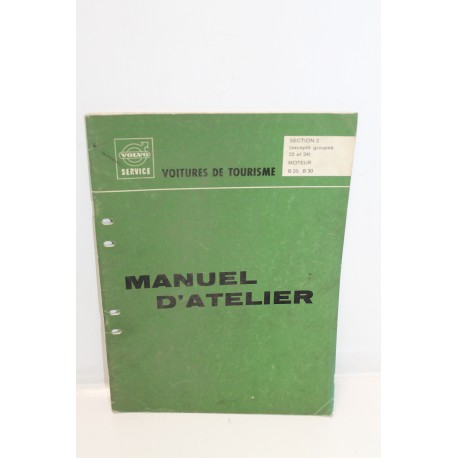 VOLVO
SERVICE
VOITURES DE TOURISME
SECTION 2
(excepté groupes
23 et 24)
MOTEUR
B 20, B 30
MANUEL
D'ATELIER